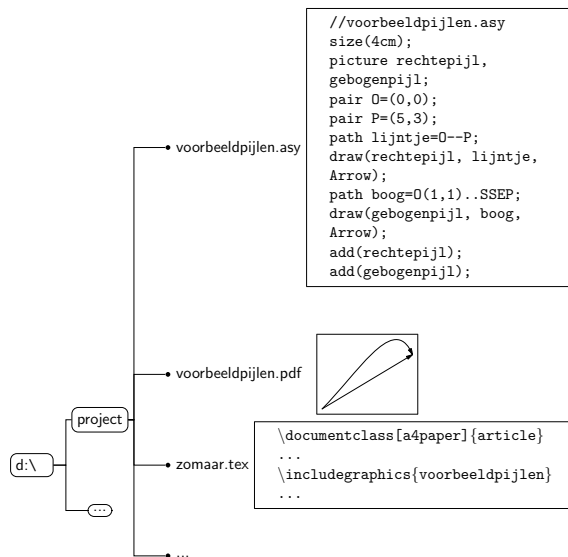 //voorbeeldpijlen.asy
size(4cm);
picture rechtepijl,
gebogenpijl;
pair O=(0,0);
pair P=(5,3);
path lijntje=O--P;
draw(rechtepijl, lijntje,
Arrow);
path boog=O(1,1)..SSEP;
draw(gebogenpijl, boog,
Arrow);
add(rechtepijl);
add(gebogenpijl);
voorbeeldpijlen.asy
voorbeeldpijlen.pdf
project
\documentclass[a4paper]{article}
...
\includegraphics{voorbeeldpijlen}
...
d:\
zomaar.tex
...
...